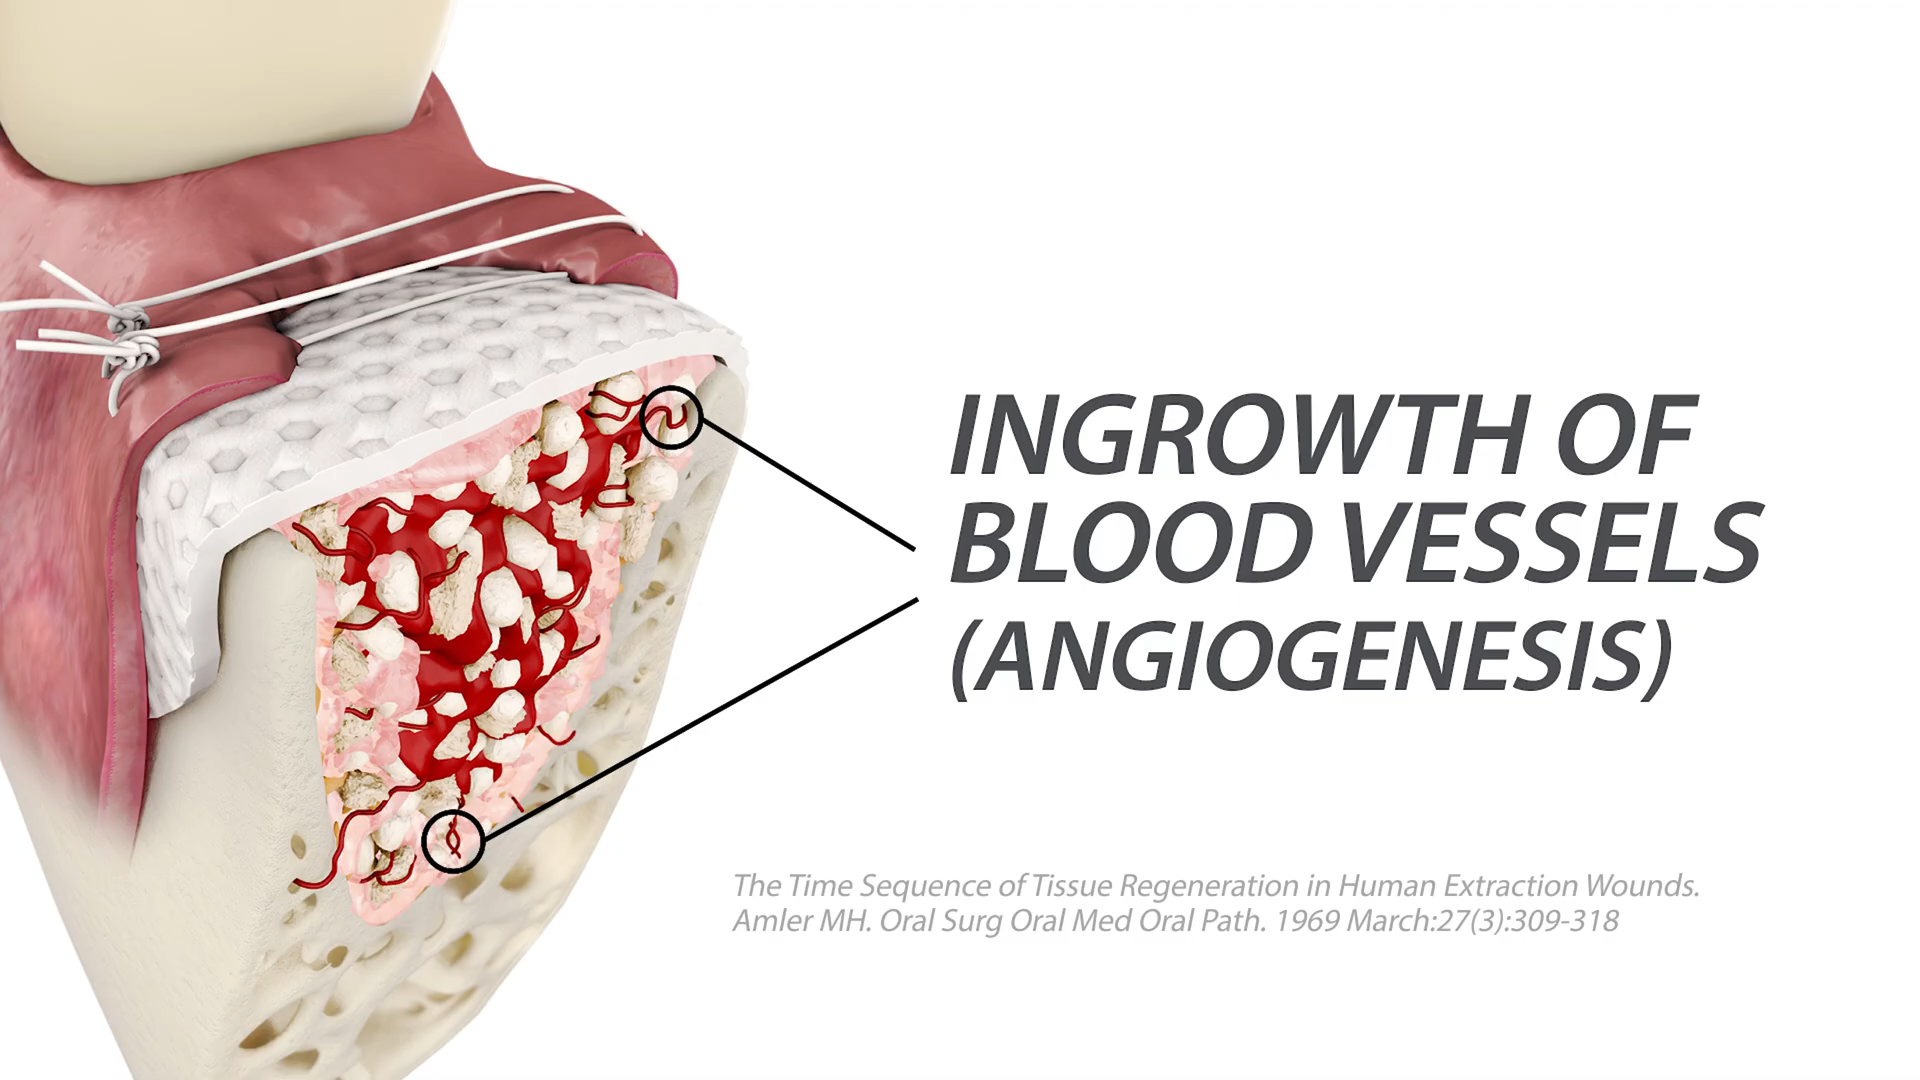 INGROWTH OF
BLOOD VESSELS
(ANGIOGENESIS)
The Time Sequence of Tissue Regeneration in Human Extraction Wounds.
Amler MH. Oral Surg Oral Med Oral Path. 1969 March:27(3):309-318